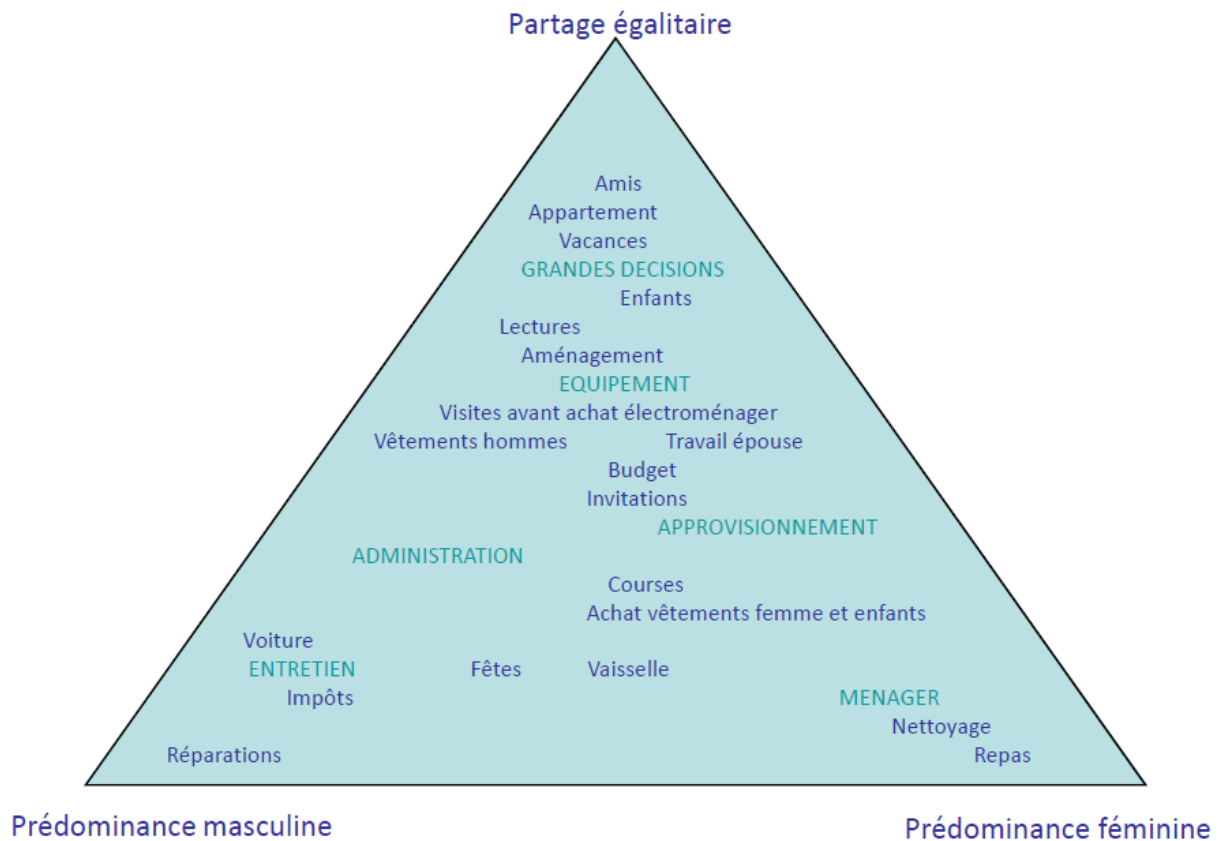 Partage égalitaire
Amis
Appartement
Vacances
GRANDES DECISIONS
Enfants
Lectures
Aménagement
EQUIPEMENT
Visites avant achat électroménager
Vêtements hommes Travail épouse
Budget
Invitations
APPROVISIONNEMENT
ADMINISTRATION
Courses
Achat vêtements femme et enfants
Voiture
ENTRETIEN Fêtes Vaisselle
Impôts MENAGER
Nettoyage
Réparations Repas
Prédominance masculine Prédominance féminine